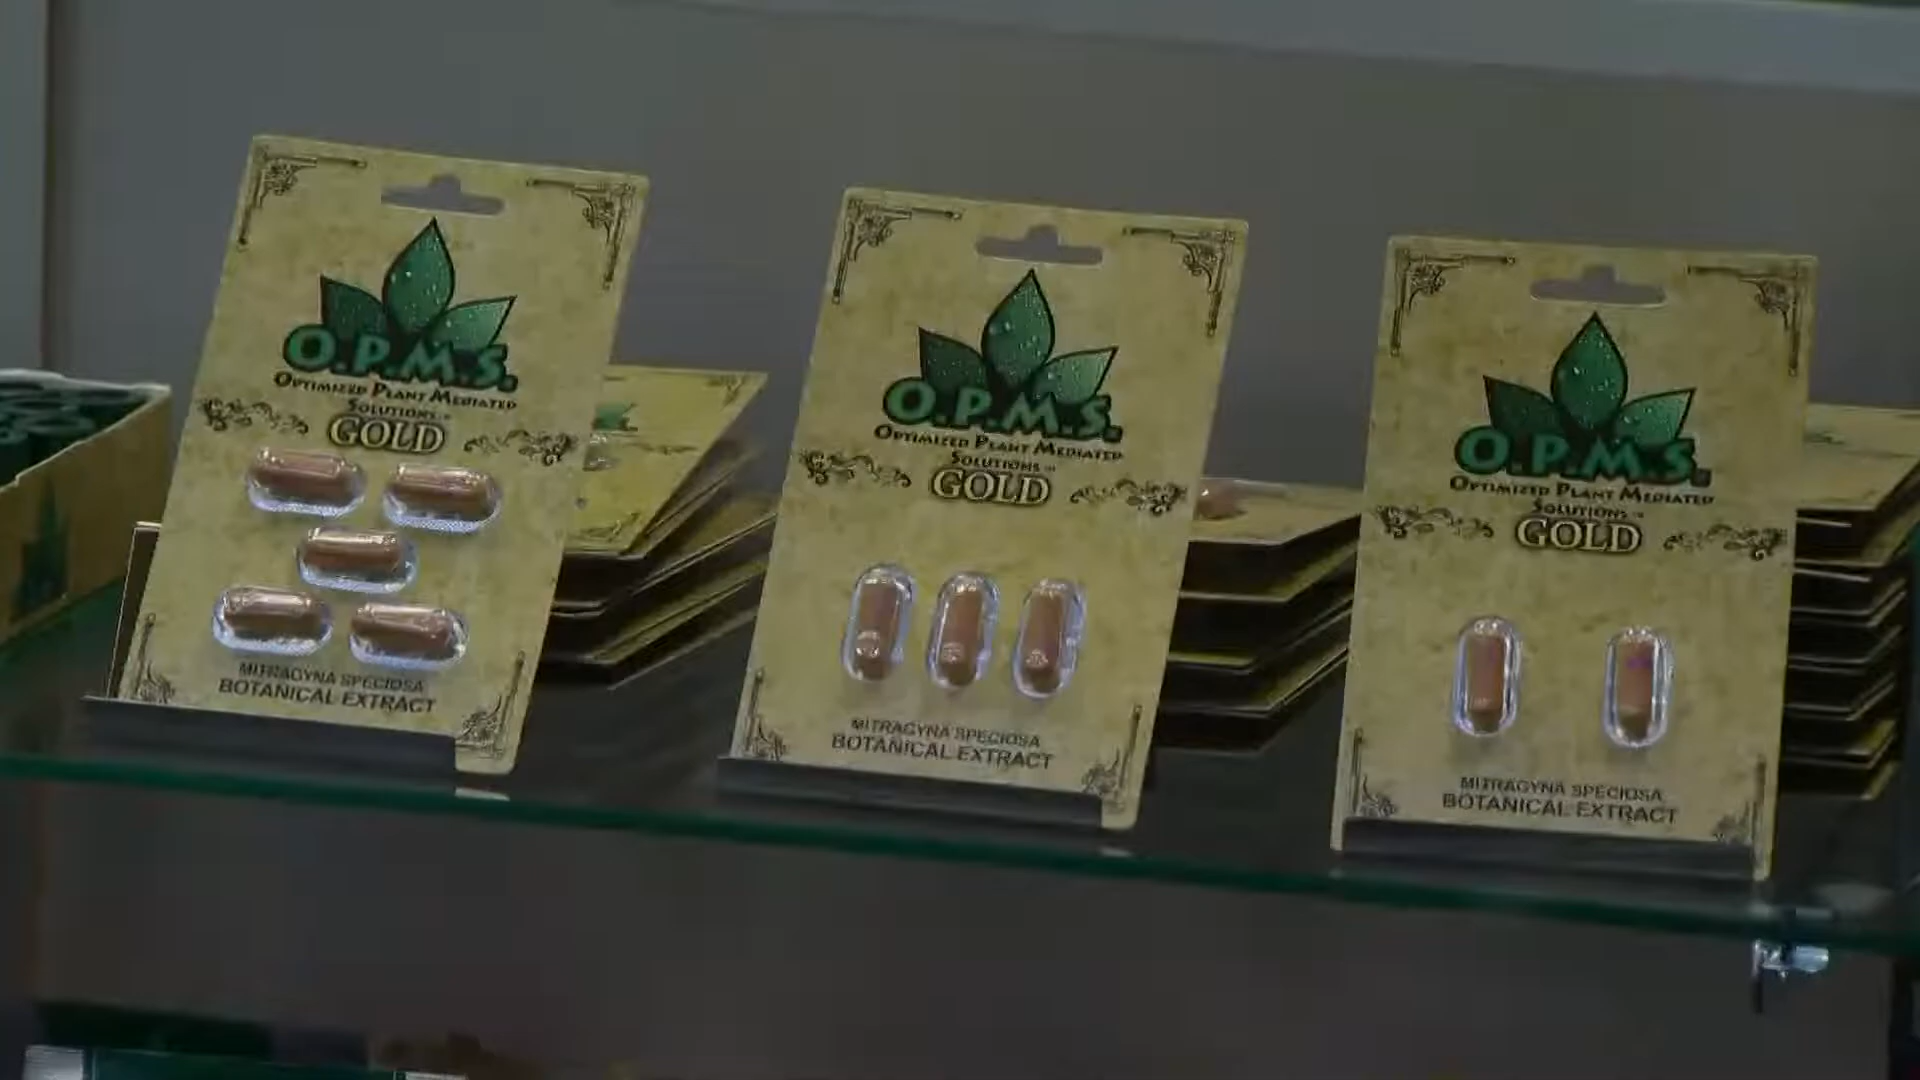 O.P.M.S.
OPTIMIZED PLANT MEDIATED
SOLUTIONS™
GOLD
MITRAGYNA SPECIOSA
BOTANICAL EXTRACT
O.P.M.S.
OPTIMIZED PLANT MEDIATED
SOLUTIONS™
GOLD
MITRAGYNA SPECIOSA
BOTANICAL EXTRACT
O.P.M.S.
OPTIMIZED PLANT MEDIATED
SOLUTIONS™
GOLD
MITRAGYNA SPECIOSA
BOTANICAL EXTRACT